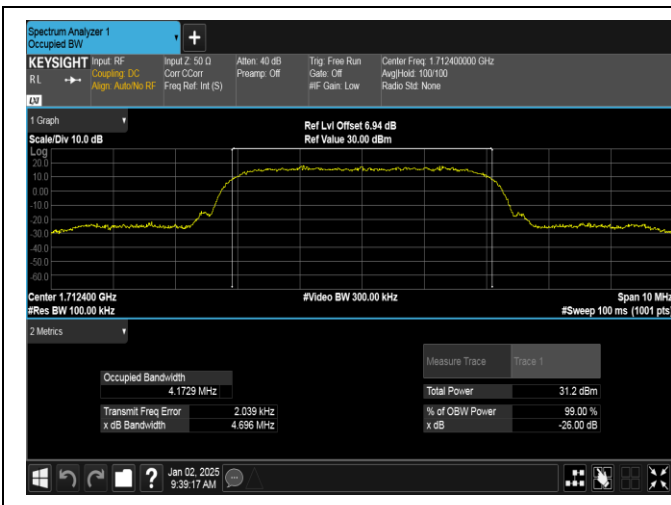 Spectrum Analyzer 1
Occupied BW
+
KEYSIGHT Input: RF Input Z: 50 Ω Atten: 40 dB Trig: Free Run Center Freq: 1.712400000 GHz
RL Coupling: DC Corr CCorr Preamp: Off Gate: Off Avg|Hold: 100/100
Align: Auto/No RF Freq Ref: Int (S) #IF Gain: Low Radio Std: None
LXI
1 Graph
Ref Lvl Offset 6.94 dB
Scale/Div 10.0 dB Ref Value 30.00 dBm
Log
20.0
10.0
0.00
-10.0
-20.0
-30.0
-40.0
-50.0
-60.0
Center 1.712400 GHz #Video BW 300.00 kHz Span 10 MHz
#Res BW 100.00 kHz #Sweep 100 ms (1001 pts)
2 Metrics
Measure Trace Trace 1
Occupied Bandwidth
4.1729 MHz
Total Power 31.2 dBm
Transmit Freq Error 2.039 kHz % of OBW Power 99.00 %
x dB Bandwidth 4.696 MHz x dB -26.00 dB
? Jan 02, 2025
9:39:17 AM